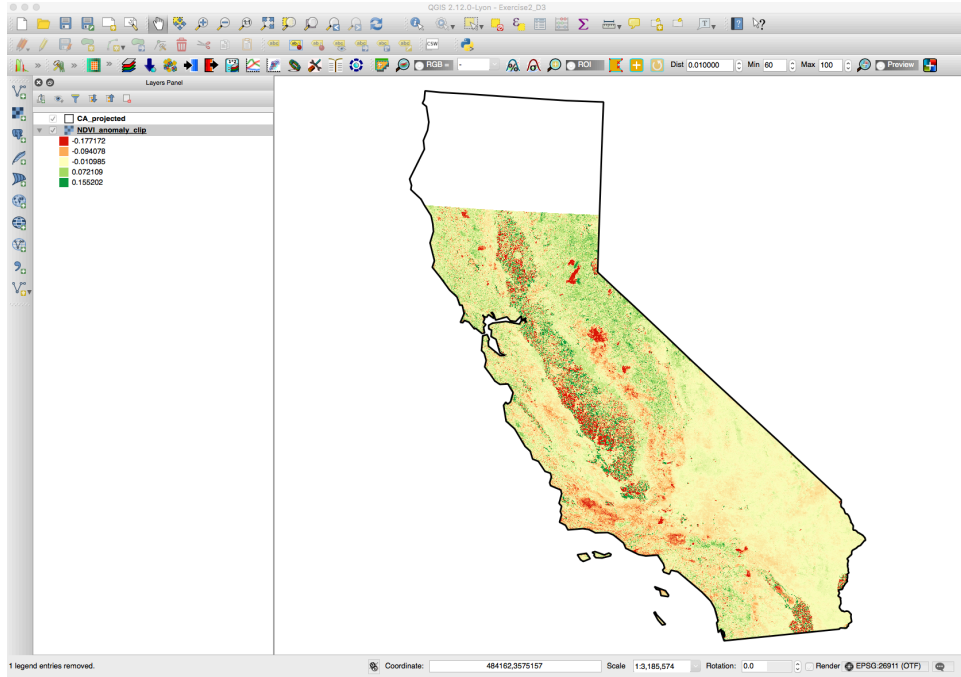 QGIS 2.12.0-Lyon - Exercise2_D3
CSW
RGB = -
ROI
Dist 0.010000 Min 60 Max 100 Preview
Layers Panel
CA_projected
NDVI_anomaly_clip
-0.177172
-0.094078
-0.010985
0.072109
0.155202
1 legend entries removed.
Coordinate: 484162,3575157 Scale 1:3,185,574 Rotation: 0.0 Render EPSG:26911 (OTF)